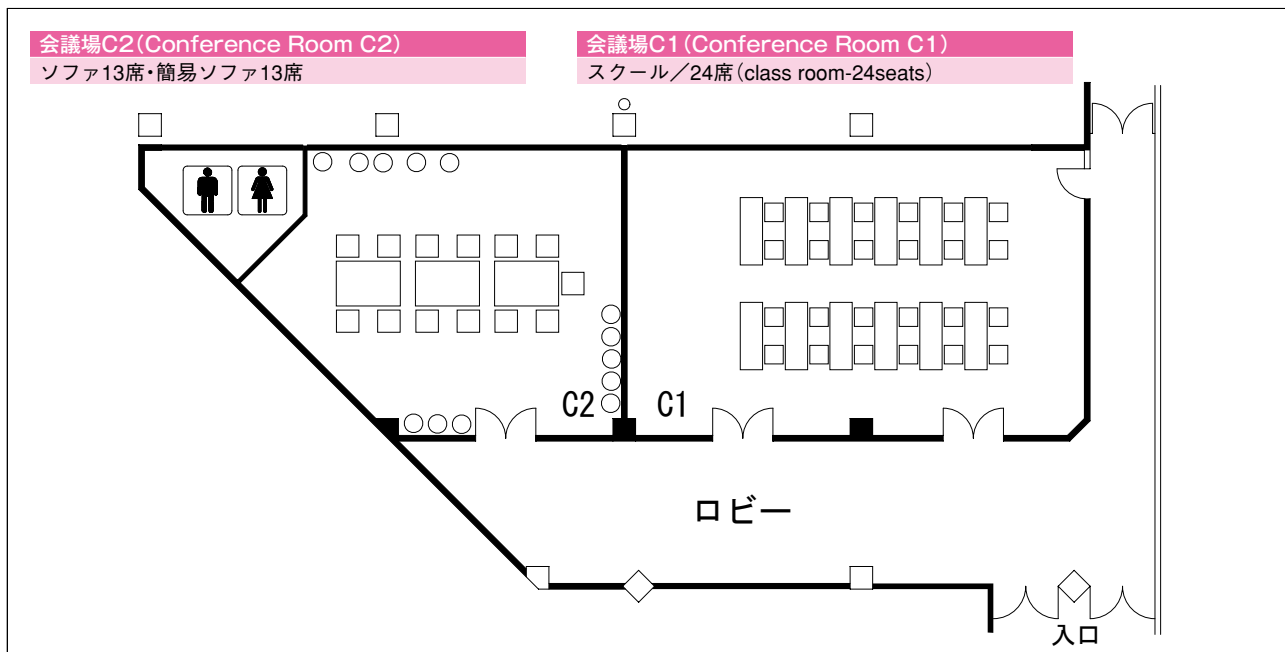 会議場C2(Conference Room C2)
ソファ13席・簡易ソファ13席
会議場C1(Conference Room C1)
スクール／24席(class room-24seats)
C2
C1
ロビー
入口